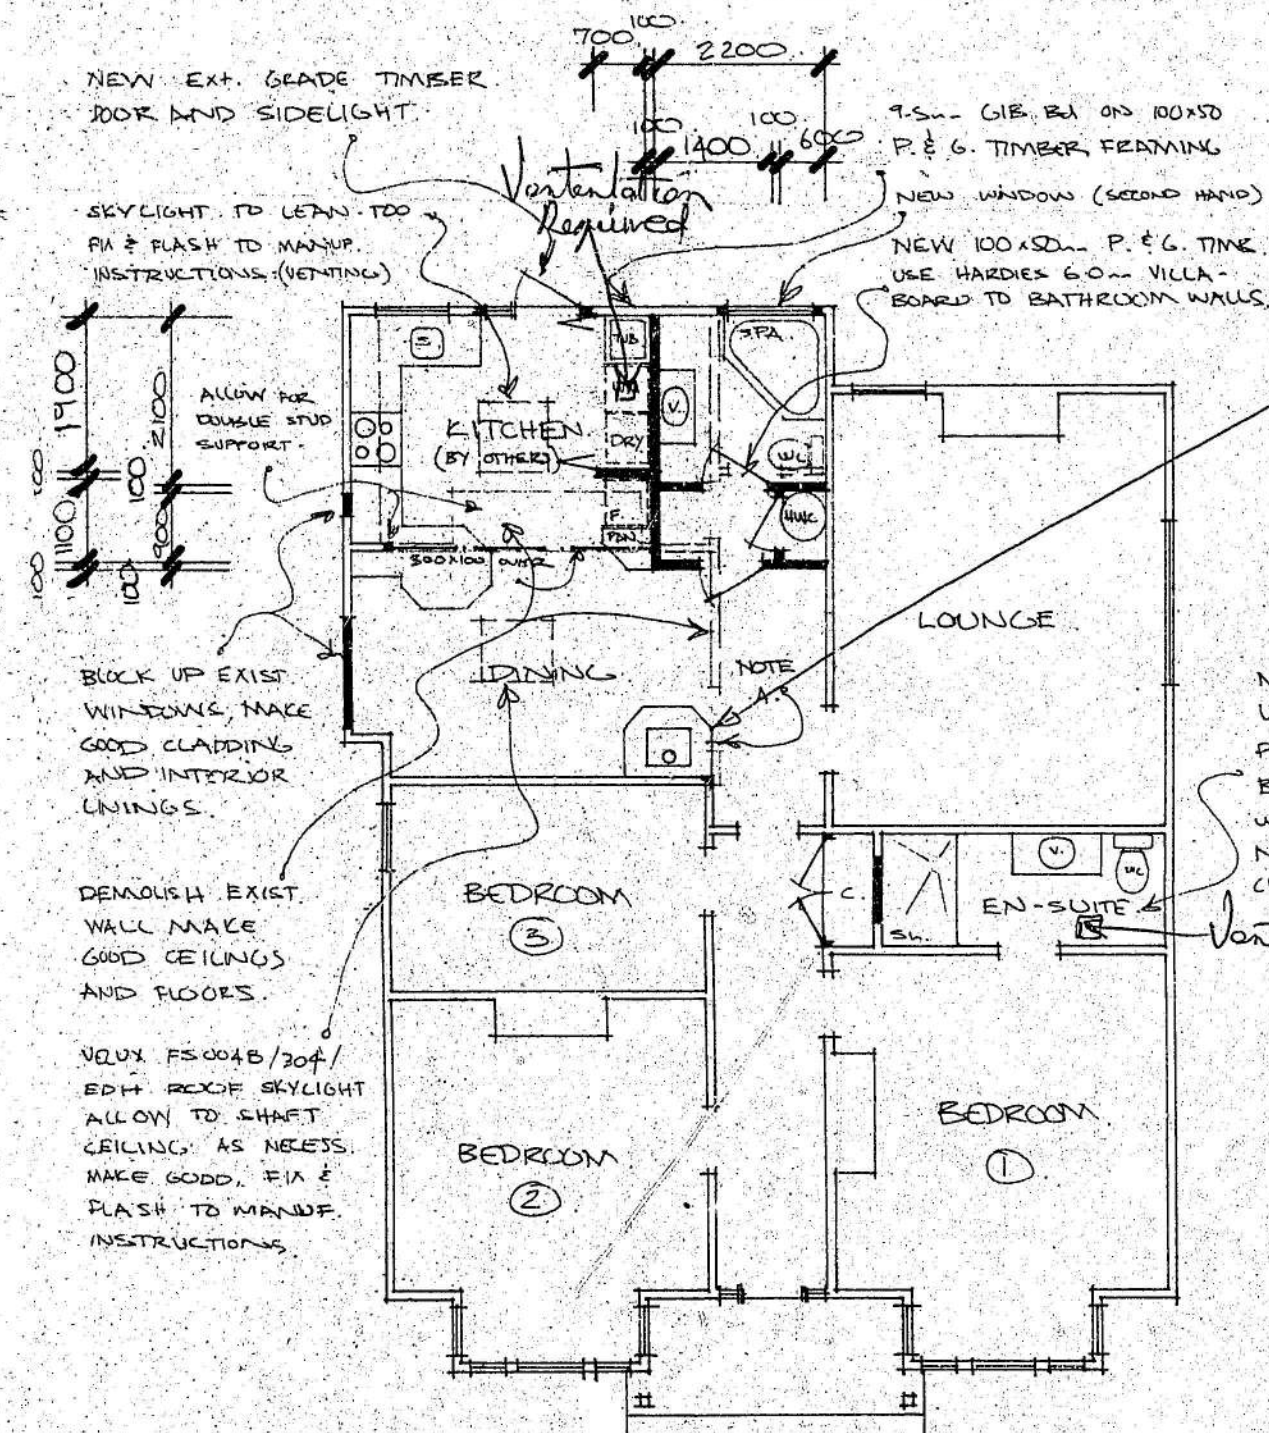 700
100
2200
100
1400
100
600
NEW EXT. GRADE TIMBER
DOOR AND SIDELIGHT
Vantentation
Required
9.5mm GIB BD ON 100x50
P. & G. TIMBER FRAMING
NEW WINDOW (SECOND HAND)
NEW 100x50mm P. & G. TIMB.
USE HARDIES 6.0mm VILLA-
BOARD TO BATHROOM WALLS.
SKYLIGHT TO LEAN-TOO
FIX & FLASH TO MANUF.
INSTRUCTIONS (VENTING)
1900
2100
100
100
1100
900
100
100
ALLOW FOR
DOUBLE STUD
SUPPORT.
S.
TUB
SPA
V.
KITCHEN
(BY OTHERS)
DRY
WC
F.
PAN
HWC
300x100
LOUNGE
DINING
NOTE
A.
BLOCK UP EXIST
WINDOWS, MAKE
GOOD CLADDING
AND INTERIOR
LININGS.
DEMOLISH EXIST.
WALL MAKE
GOOD CEILINGS
AND FLOORS.
VELUX FS004B/304/
EDH ROOF SKYLIGHT
ALLOW TO SHAFT
CEILING AS NECESS.
MAKE GOOD. FIX &
FLASH TO MANUF.
INSTRUCTIONS.
BEDROOM
3
C.
Sh.
V.
WC
EN-SUITE
Vent
BEDROOM
2
BEDROOM
1